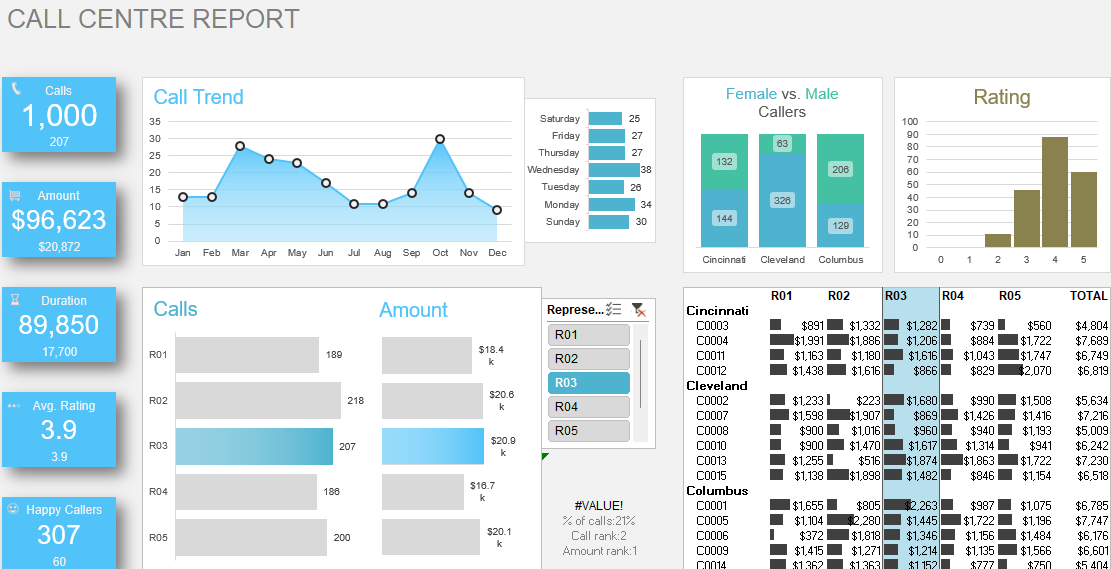 CALL CENTRE REPORT
Calls
1,000
207
Amount
$96,623
$20,872
Duration
89,850
17,700
Avg. Rating
3.9
3.9
Happy Callers
307
60
Call Trend
35
30
25
20
15
10
5
0
Jan Feb Mar Apr May Jun Jul Aug Sep Oct Nov Dec
Saturday 25
Friday 27
Thursday 27
Wednesday 38
Tuesday 26
Monday 34
Sunday 30
Female vs. Male
Callers
132 63 206
144 326 129
Cincinnati Cleveland Columbus
Rating
100
90
80
70
60
50
40
30
20
10
0
0 1 2 3 4 5
Calls Amount
R01 189 $18.4
k
R02 218 $20.6
k
R03 207 $20.9
k
R04 186 $16.7
k
R05 200 $20.1
k
Represe...
R01
R02
R03
R04
R05
#VALUE!
% of calls:21%
Call rank:2
Amount rank:1
R01 R02 R03 R04 R05 TOTAL
Cincinnati
C0003 $891 $1,332 $1,282 $739 $560 $4,804
C0004 $1,991 $1,886 $1,206 $884 $1,722 $7,689
C0011 $1,163 $1,180 $1,616 $1,043 $1,747 $6,749
C0012 $1,438 $1,616 $866 $829 $2,070 $6,819
Cleveland
C0002 $1,233 $223 $1,680 $990 $1,508 $5,634
C0007 $1,598 $1,907 $869 $1,426 $1,416 $7,216
C0008 $900 $1,016 $960 $940 $1,193 $5,009
C0010 $900 $1,470 $1,617 $1,314 $941 $6,242
C0013 $1,255 $516 $1,874 $1,863 $1,722 $7,230
C0015 $1,138 $1,898 $1,482 $846 $1,154 $6,518
Columbus
C0001 $1,655 $805 $2,263 $987 $1,075 $6,785
C0005 $1,104 $2,280 $1,445 $1,722 $1,196 $7,747
C0006 $372 $1,818 $1,346 $1,156 $1,484 $6,176
C0009 $1,415 $1,271 $1,214 $1,135 $1,566 $6,601
C0014 $1,362 $1,363 $1,152 $777 $750 $5,404